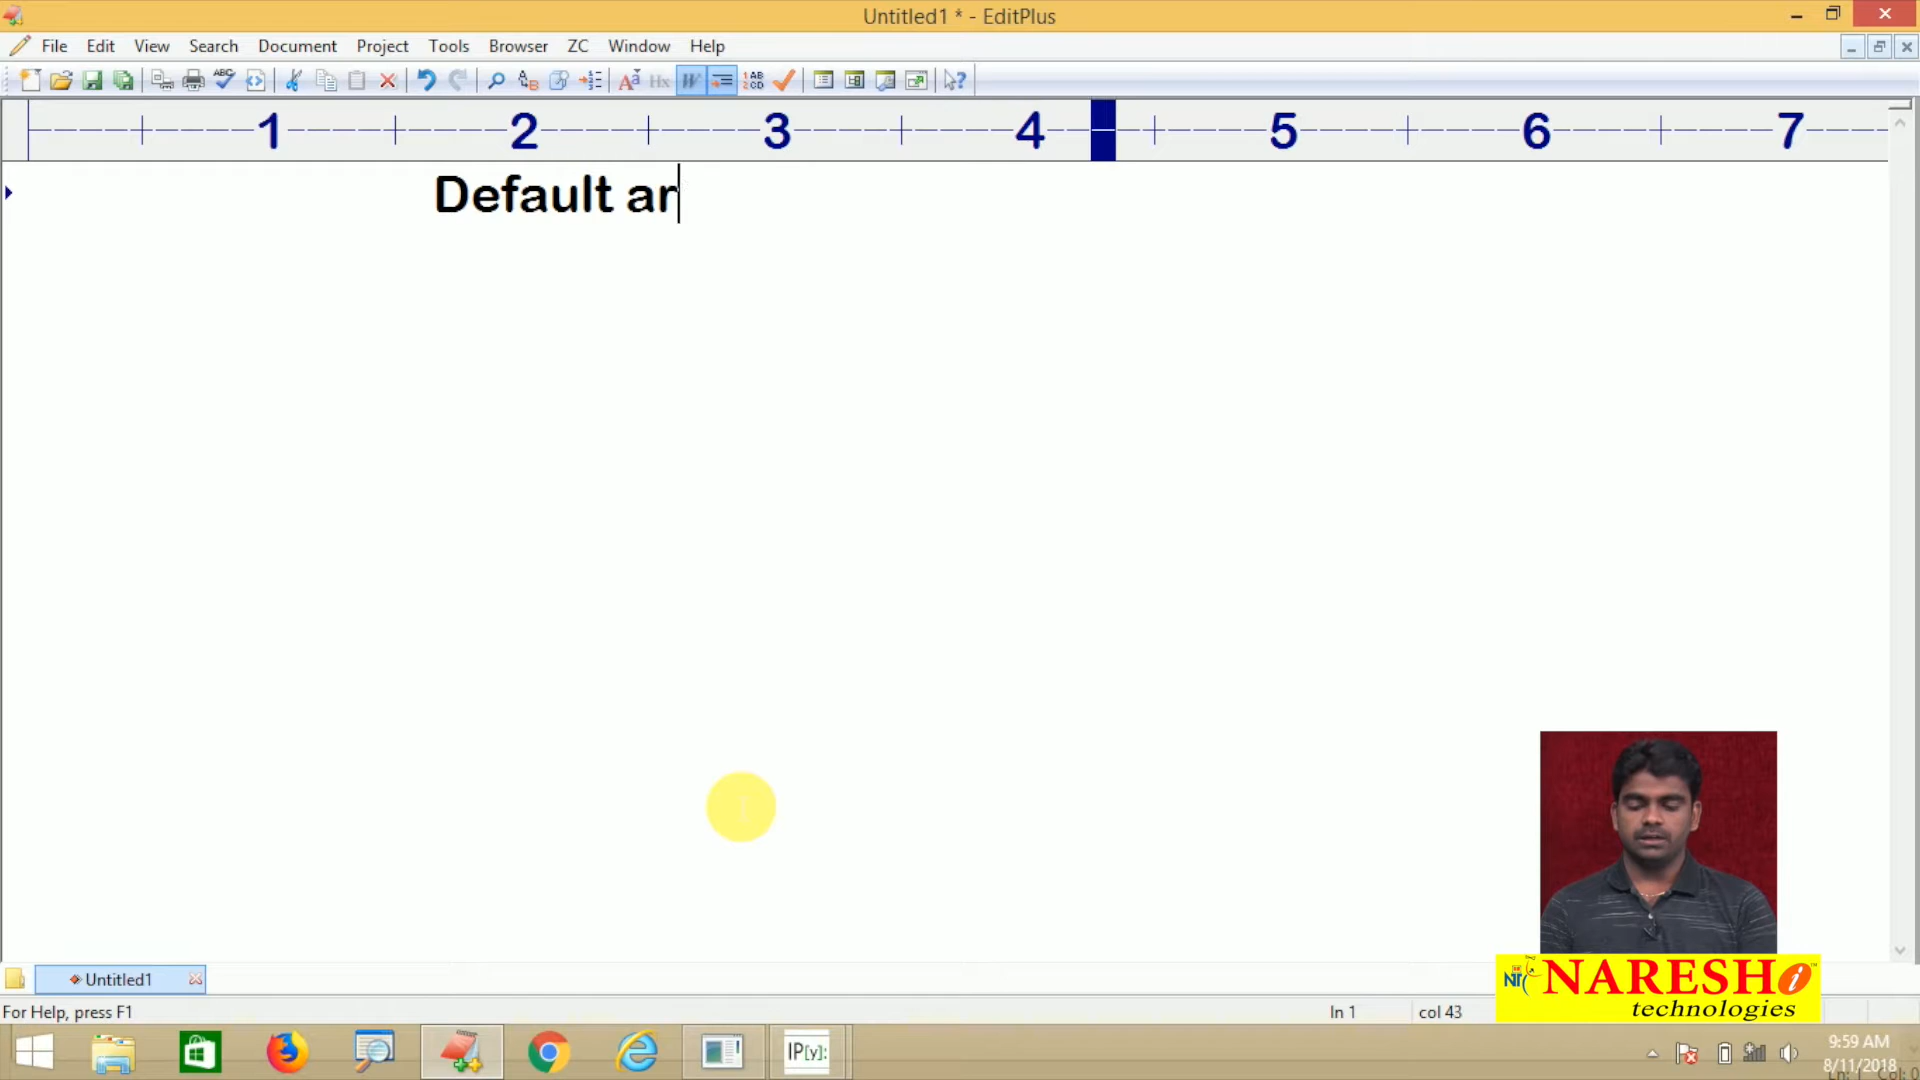 Untitled1 * - EditPlus
File Edit View Search Document Project Tools Browser ZC Window Help
1 2 3 4 5 6 7
Default ar
Untitled1
For Help, press F1
ln 1 col 43
NARESH i
technologies
IP[y]:
9:59 AM
8/11/2018